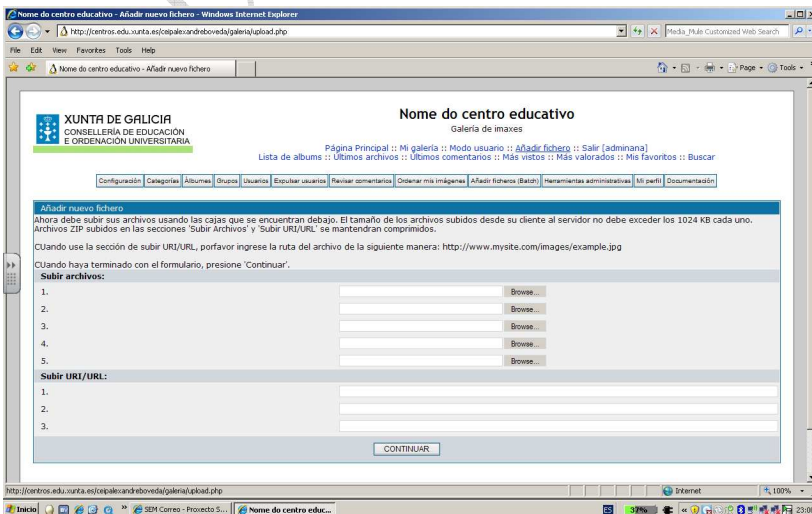 Nome do centro educativo - Añadir nuevo fichero - Windows Internet Explorer
http://centros.edu.xunta.es/ceipalexandreboveda/galeria/upload.php
Media_Mule Customized Web Search
File Edit View Favorites Tools Help
Nome do centro educativo - Añadir nuevo fichero
Page Tools
XUNTA DE GALICIA
CONSELLERÍA DE EDUCACIÓN
E ORDENACIÓN UNIVERSITARIA
Nome do centro educativo
Galería de imaxes
Página Principal :: Mi galería :: Modo usuario :: Añadir fichero :: Salir [adminana]
Lista de albums :: Últimos archivos :: Últimos comentarios :: Más vistos :: Más valorados :: Mis favoritos :: Buscar
Configuración Categorías Álbumes Grupos Usuarios Expulsar usuarios Revisar comentarios Ordenar mis imágenes Añadir ficheros (Batch) Herramientas administrativas Mi perfil Documentación
Añadir nuevo fichero
Ahora debe subir sus archivos usando las cajas que se encuentran debajo. El tamaño de los archivos subidos desde su cliente al servidor no debe exceder los 1024 KB cada uno.
Archivos ZIP subidos en las secciones 'Subir Archivos' y 'Subir URI/URL' se mantendran comprimidos.
CUando use la sección de subir URI/URL, porfavor ingrese la ruta del archivo de la siguiente manera: http://www.mysite.com/images/example.jpg
CUando haya terminado con el formulario, presione 'Continuar'.
Subir archivos:
1. Browse...
2. Browse...
3. Browse...
4. Browse...
5. Browse...
Subir URI/URL:
1.
2.
3.
CONTINUAR
http://centros.edu.xunta.es/ceipalexandreboveda/galeria/upload.php
Internet
100%
Inicio
SEM Correo - Proxecto S...
Nome do centro educ...
ES
37%
23:09